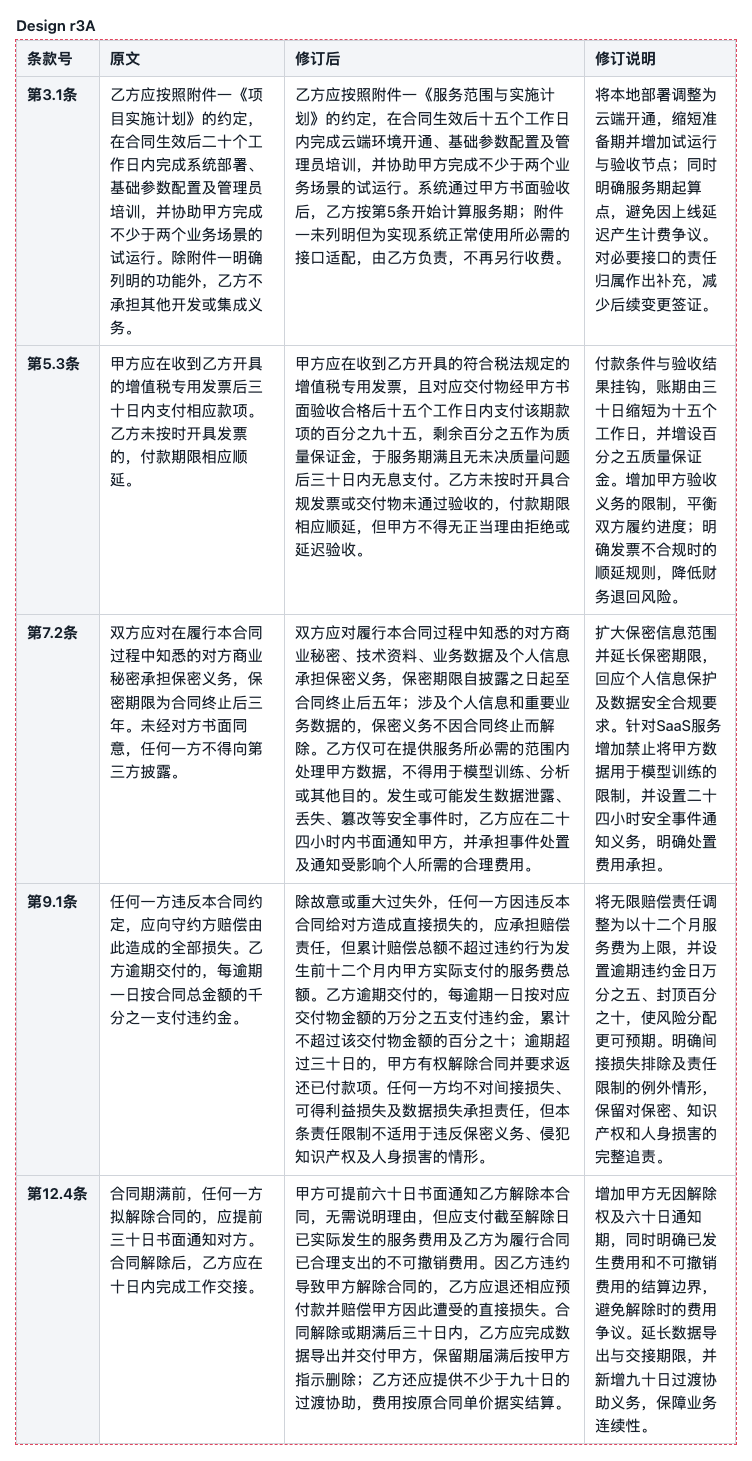 Design r3A
条款号
原文
修订后
修订说明
第3.1条
乙方应按照附件一《项
目实施计划》的约定，
在合同生效后二十个工
作日内完成系统部署、
基础参数配置及管理员
培训，并协助甲方完成
不少于两个业务场景的
试运行。除附件一明确
列明的功能外，乙方不
承担其他开发或集成义
务。
乙方应按照附件一《服务范围与实施计
划》的约定，在合同生效后十五个工作日
内完成云端环境开通、基础参数配置及管
理员培训，并协助甲方完成不少于两个业
务场景的试运行。系统通过甲方书面验收
后，乙方按第5条开始计算服务期；附件
一未列明但为实现系统正常使用所必需的
接口适配，由乙方负责，不再另行收费。
将本地部署调整为
云端开通，缩短准
备期并增加试运行
与验收节点；同时
明确服务期起算
点，避免因上线延
迟产生计费争议。
对必要接口的责任
归属作出补充，减
少后续变更签证。
第5.3条
甲方应在收到乙方开具
的增值税专用发票后三
十日内支付相应款项。
乙方未按时开具发票
的，付款期限相应顺
延。
甲方应在收到乙方开具的符合税法规定的
增值税专用发票，且对应交付物经甲方书
面验收合格后十五个工作日内支付该期款
项的百分之九十五，剩余百分之五作为质
量保证金，于服务期满且无未决质量问题
后三十日内无息支付。乙方未按时开具合
规发票或交付物未通过验收的，付款期限
相应顺延，但甲方不得无正当理由拒绝或
延迟验收。
付款条件与验收结
果挂钩，账期由三
十日缩短为十五个
工作日，并增设百
分之五质量保证
金。增加甲方验收
义务的限制，平衡
双方履约进度；明
确发票不合规时的
顺延规则，降低财
务退回风险。
第7.2条
双方应对在履行本合同
过程中知悉的对方商业
秘密承担保密义务，保
密期限为合同终止后三
年。未经对方书面同
意，任何一方不得向第
三方披露。
双方应对履行本合同过程中知悉的对方商
业秘密、技术资料、业务数据及个人信息
承担保密义务，保密期限自披露之日起至
合同终止后五年；涉及个人信息和重要业
务数据的，保密义务不因合同终止而解
除。乙方仅可在提供服务所必需的范围内
处理甲方数据，不得用于模型训练、分析
或其他目的。发生或可能发生数据泄露、
丢失、篡改等安全事件时，乙方应在二十
四小时内书面通知甲方，并承担事件处置
及通知受影响个人所需的合理费用。
扩大保密信息范围
并延长保密期限，
回应个人信息保护
及数据安全合规要
求。针对SaaS服务
增加禁止将甲方数
据用于模型训练的
限制，并设置二十
四小时安全事件通
知义务，明确处置
费用承担。
第9.1条
任何一方违反本合同约
定，应向守约方赔偿由
此造成的全部损失。乙
方逾期交付的，每逾期
一日按合同总金额的千
分之一支付违约金。
除故意或重大过失外，任何一方因违反本
合同给对方造成直接损失的，应承担赔偿
责任，但累计赔偿总额不超过违约行为发
生前十二个月内甲方实际支付的服务费总
额。乙方逾期交付的，每逾期一日按对应
交付物金额的万分之五支付违约金，累计
不超过该交付物金额的百分之十；逾期超
过三十日的，甲方有权解除合同并要求返
还已付款项。任何一方均不对间接损失、
可得利益损失及数据损失承担责任，但本
条责任限制不适用于违反保密义务、侵犯
知识产权及人身损害的情形。
将无限赔偿责任调
整为以十二个月服
务费为上限，并设
置逾期违约金日万
分之五、封顶百分
之十，使风险分配
更可预期。明确间
接损失排除及责任
限制的例外情形，
保留对保密、知识
产权和人身损害的
完整追责。
第12.4条
合同期满前，任何一方
拟解除合同的，应提前
三十日书面通知对方。
合同解除后，乙方应在
十日内完成工作交接。
甲方可提前六十日书面通知乙方解除本合
同，无需说明理由，但应支付截至解除日
已实际发生的服务费用及乙方为履行合同
已合理支出的不可撤销费用。因乙方违约
导致甲方解除合同的，乙方应退还相应预
付款并赔偿甲方因此遭受的直接损失。合
同解除或期满后三十日内，乙方应完成数
据导出并交付甲方，保留期届满后按甲方
指示删除；乙方还应提供不少于九十日的
过渡协助，费用按原合同单价据实结算。
增加甲方无因解除
权及六十日通知
期，同时明确已发
生费用和不可撤销
费用的结算边界，
避免解除时的费用
争议。延长数据导
出与交接期限，并
新增九十日过渡协
助义务，保障业务
连续性。